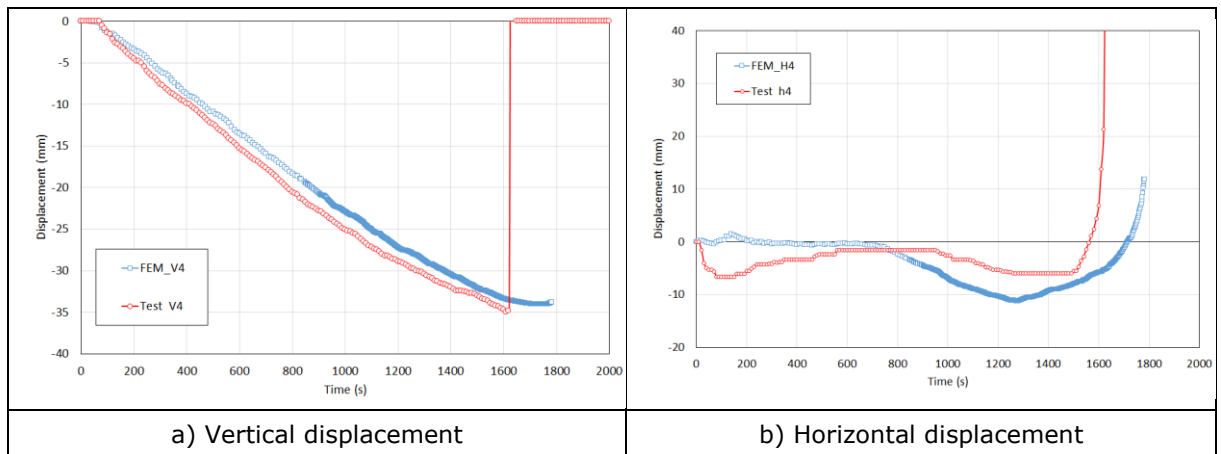 0
-5
-10
-15
-20
-25
-30
-35
-40
Displacement (mm)
FEM_V4
Test V4
0 200 400 600 800 1000 1200 1400 1600 1800 2000
Time (s)
40
30
20
10
0
-10
-20
Displacement (mm)
FEM_H4
Test h4
0 200 400 600 800 1000 1200 1400 1600 1800 2000
Time (s)
a) Vertical displacement
b) Horizontal displacement